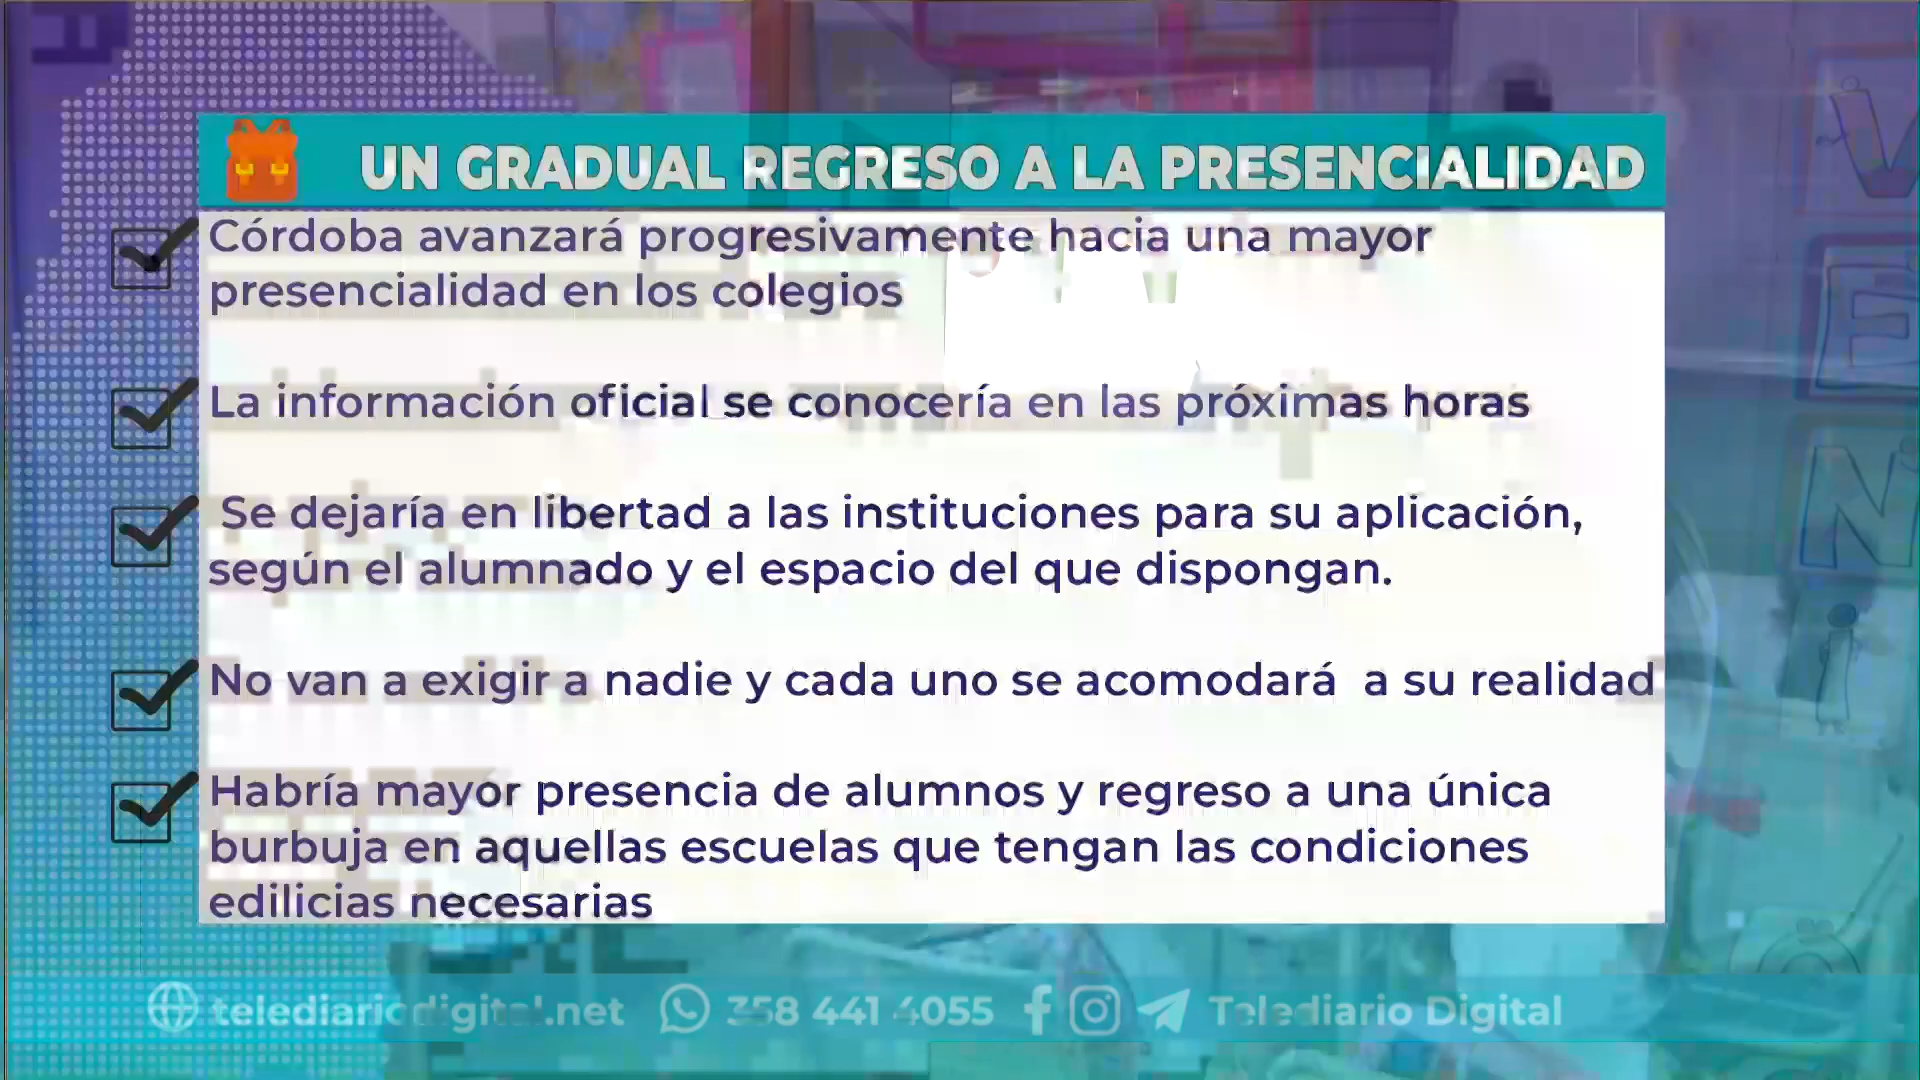 UN GRADUAL REGRESO A LA PRESENCIALIDAD
Córdoba avanzará progresivamente hacia una mayor
presencialidad en los colegios
La información oficial se conocería en las próximas horas
Se dejaría en libertad a las instituciones para su aplicación,
según el alumnado y el espacio del que dispongan.
No van a exigir a nadie y cada uno se acomodará a su realidad
Habría mayor presencia de alumnos y regreso a una única
burbuja en aquellas escuelas que tengan las condiciones
edilicias necesarias
telediariodigital.net 358 441 4055 Telediario Digital
V
E
N